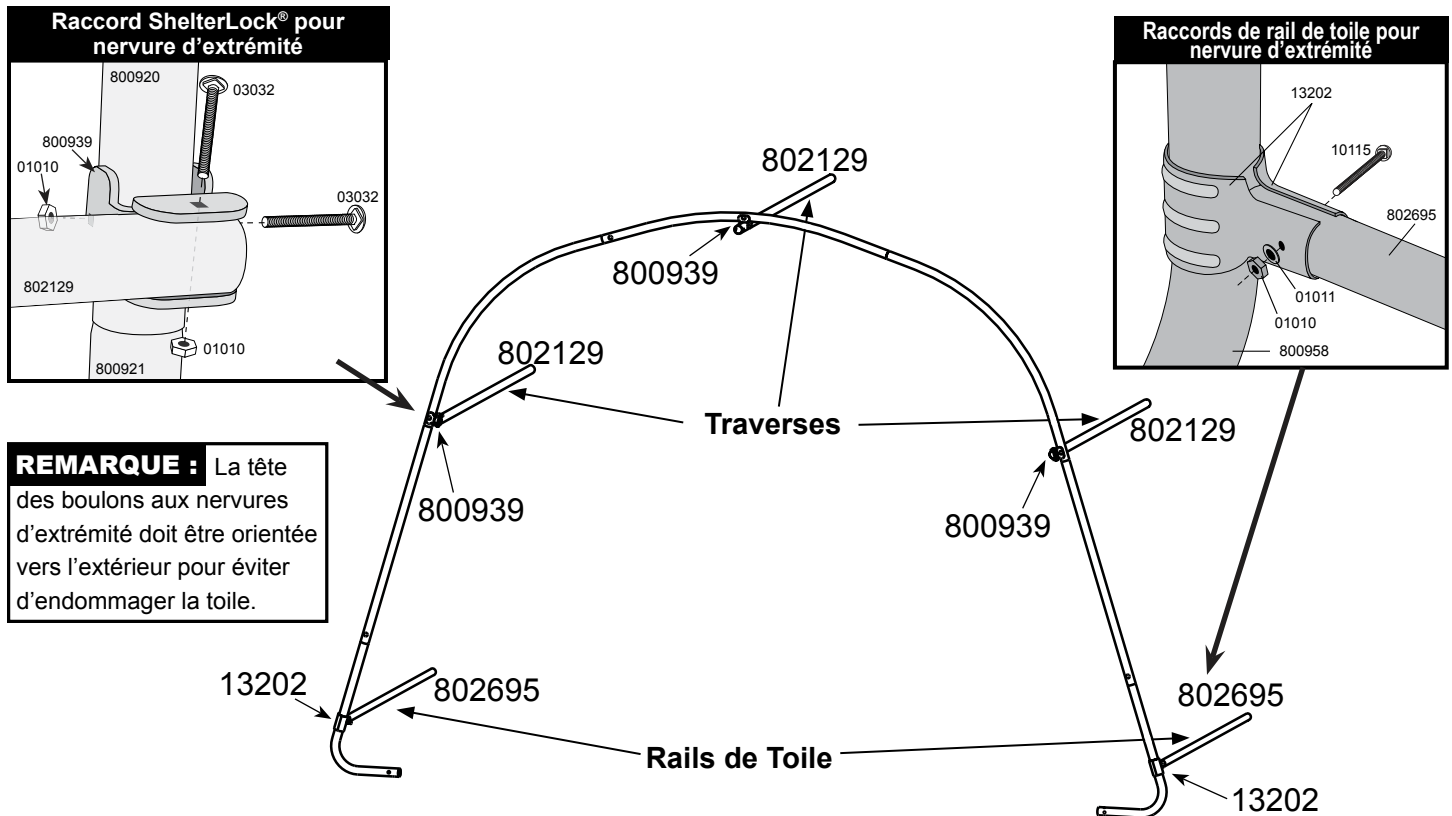 Raccord ShelterLock® pour
nervure d'extrémité
800920
03032
800939
01010
03032
802129
01010
800921
Raccords de rail de toile pour
nervure d'extrémité
13202
10115
802695
01011
01010
800958
802129
800939
802129
Traverses
802129
800939
800939
REMARQUE : La tête
des boulons aux nervures
d'extrémité doit être orientée
vers l'extérieur pour éviter
d'endommager la toile.
13202
802695
802695
Rails de Toile
13202